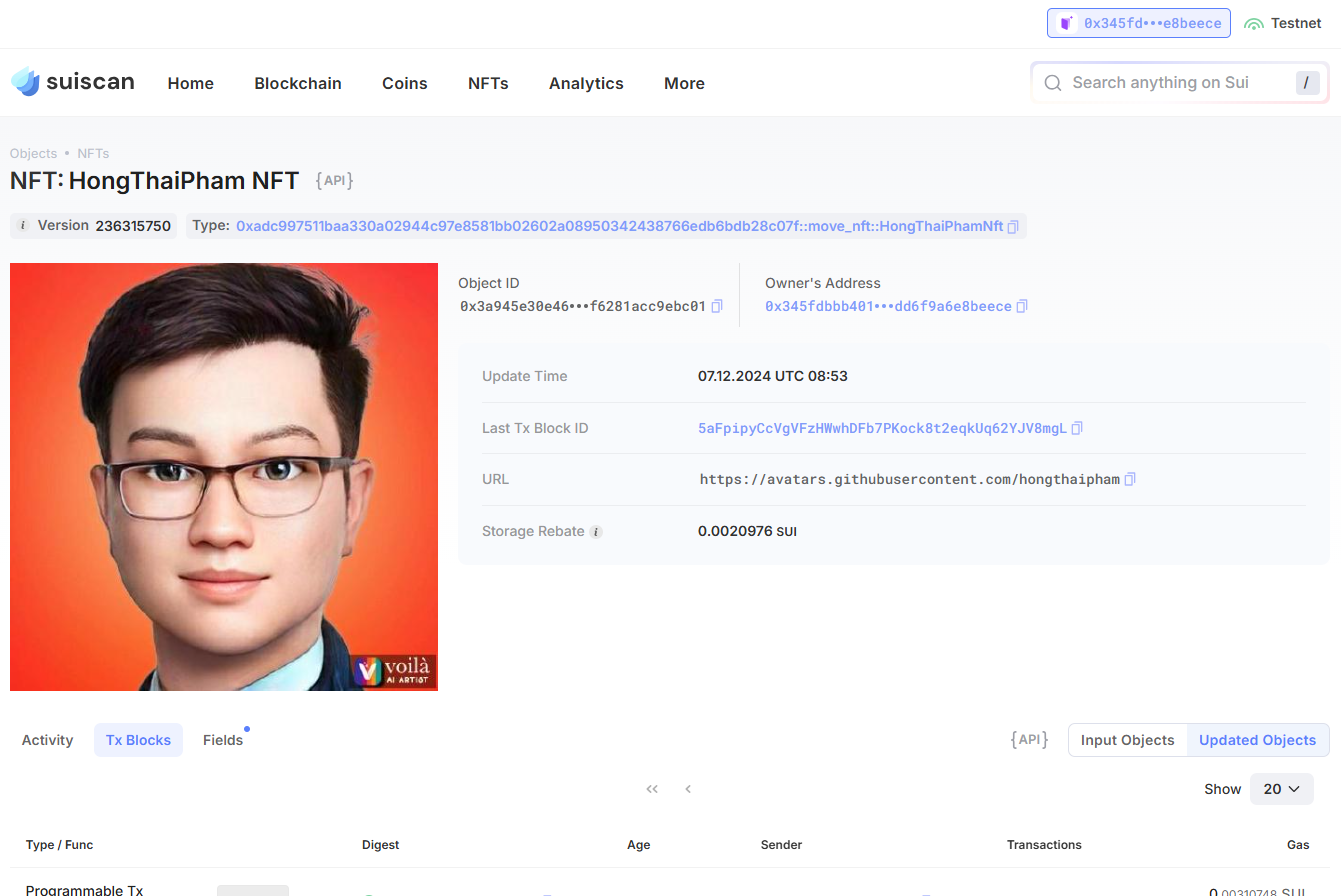 0x345fd•••e8beece Testnet
suiscan Home Blockchain Coins NFTs Analytics More Search anything on Sui /
Objects • NFTs
NFT: HongThaiPham NFT {API}
i Version 236315750 Type: 0xadc997511baa330a02944c97e8581bb02602a08950342438766edb6bdb28c07f::move_nft::HongThaiPhamNft
Object ID
0x3a945e30e46•••f6281acc9ebc01
Owner's Address
0x345fdbbb401•••dd6f9a6e8beece
Update Time 07.12.2024 UTC 08:53
Last Tx Block ID 5aFpipyCcVgVFzHWwhDFb7PKock8t2eqkUq62YJV8mgL
URL https://avatars.githubusercontent.com/hongthaipham
Storage Rebate i 0.0020976 SUI
voilà
AI ARTIST
Activity Tx Blocks Fields {API} Input Objects Updated Objects
Show 20
Type / Func Digest Age Sender Transactions Gas
Programmable Tx 0.00310748 SUI